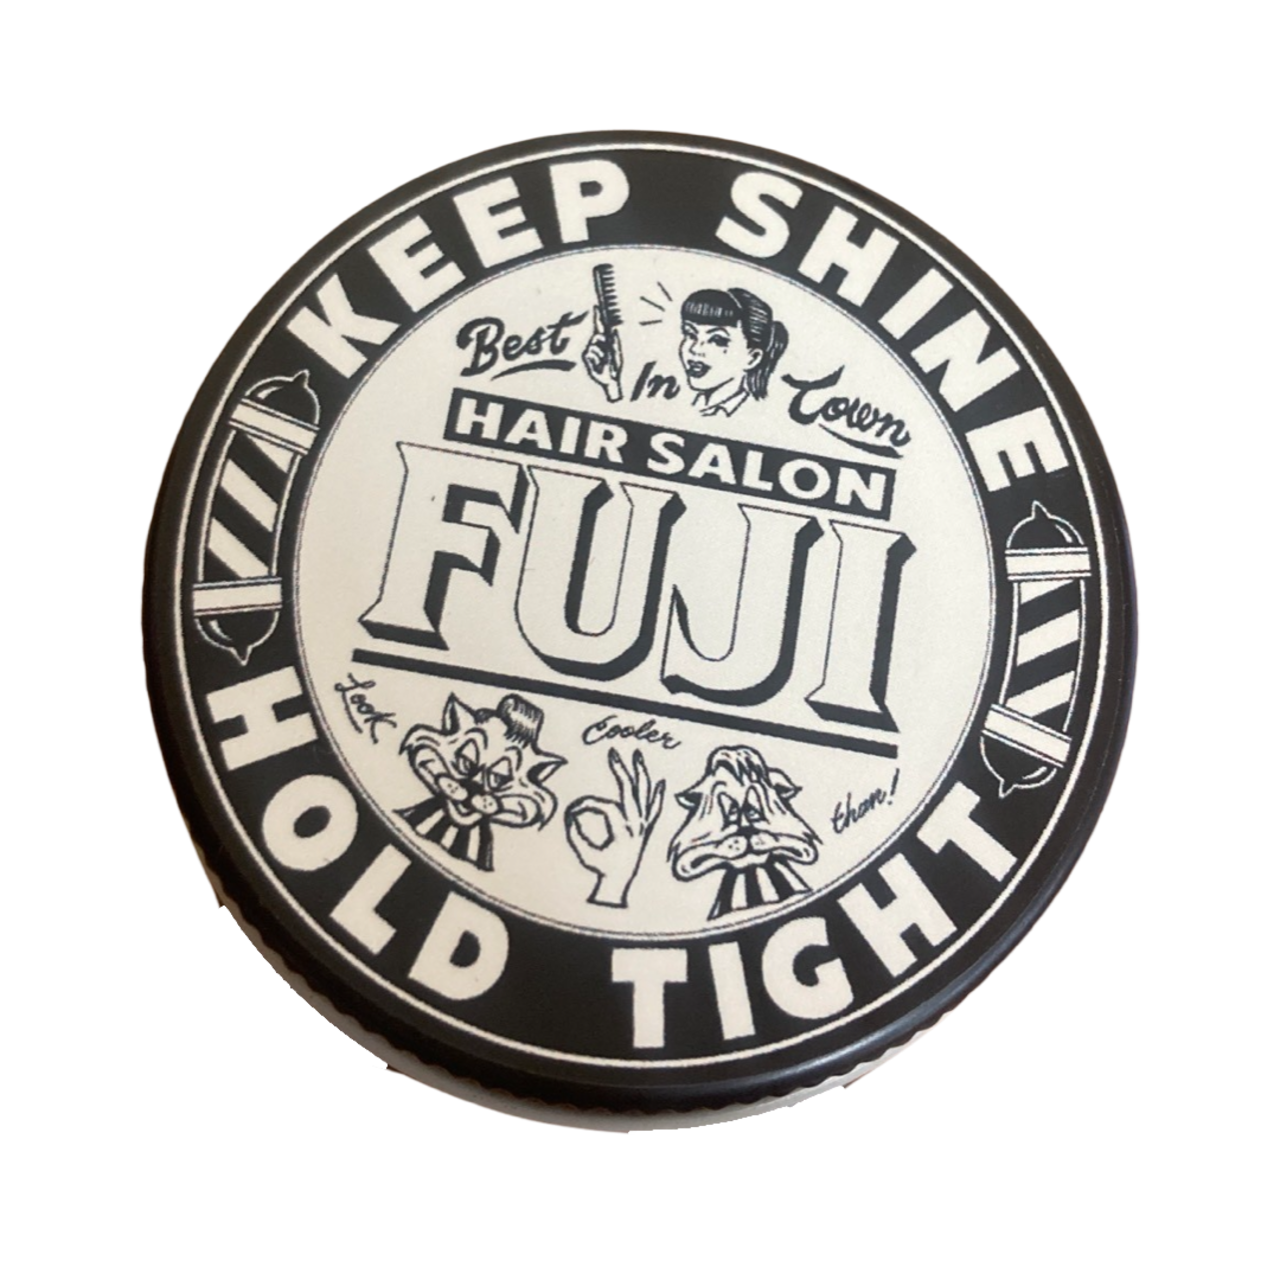 KEEP SHINE
Best In Town
HAIR SALON
FUJI
Look Cooler than!
HOLD TIGHT